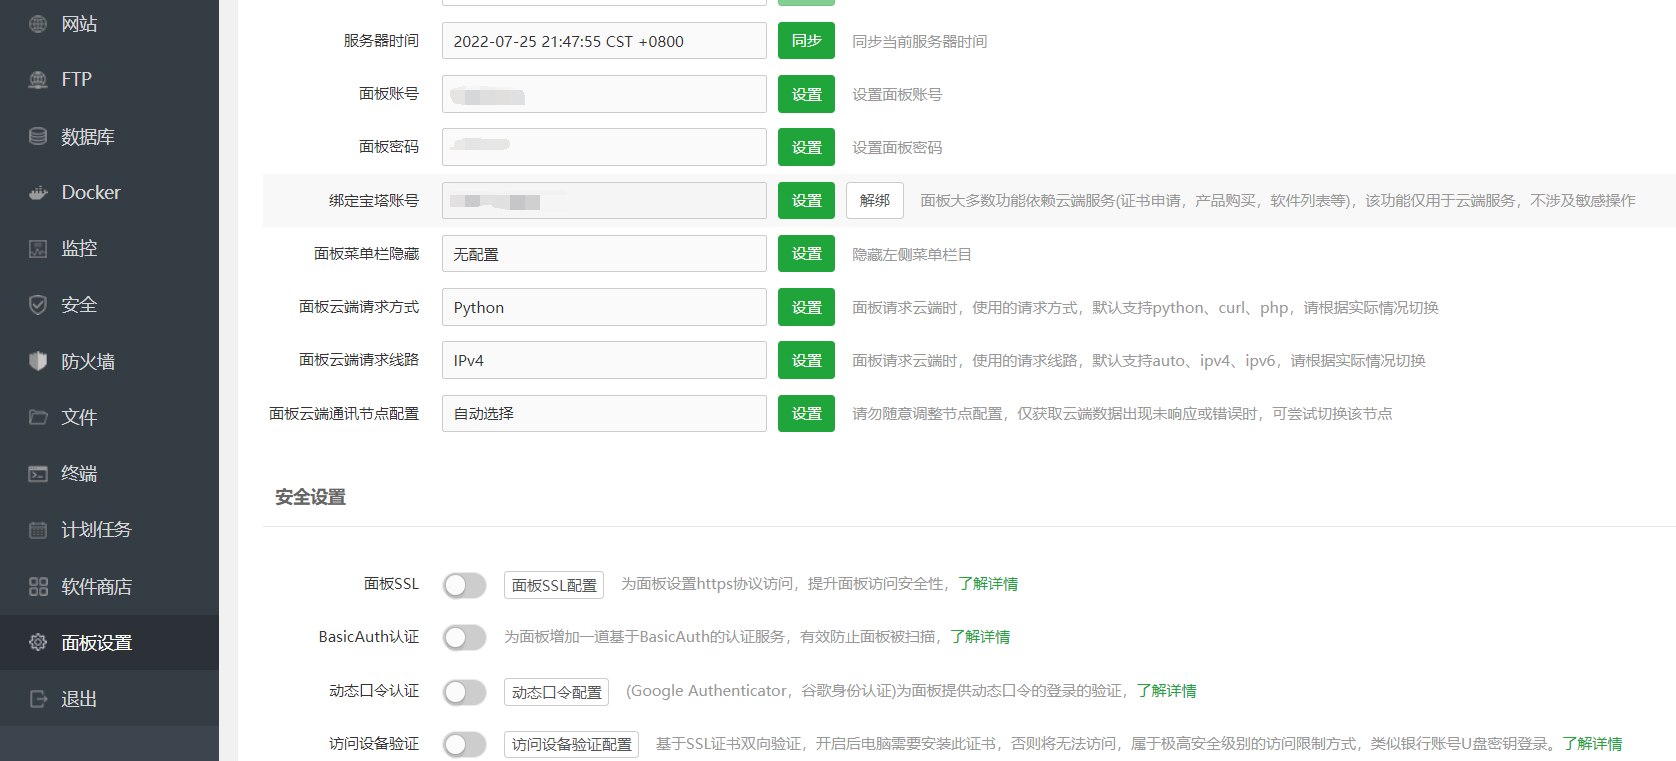 网站
FTP
数据库
Docker
监控
安全
防火墙
文件
终端
计划任务
软件商店
面板设置
退出
服务器时间 2022-07-25 21:47:55 CST +0800 同步 同步当前服务器时间
面板账号 设置 设置面板账号
面板密码 设置 设置面板密码
绑定宝塔账号 设置 解绑 面板大多数功能依赖云端服务(证书申请，产品购买，软件列表等)，该功能仅用于云端服务，不涉及敏感操作
面板菜单栏隐藏 无配置 设置 隐藏左侧菜单栏目
面板云端请求方式 Python 设置 面板请求云端时，使用的请求方式，默认支持python、curl、php，请根据实际情况切换
面板云端请求线路 IPv4 设置 面板请求云端时，使用的请求线路，默认支持auto、ipv4、ipv6，请根据实际情况切换
面板云端通讯节点配置 自动选择 设置 请勿随意调整节点配置，仅获取云端数据出现未响应或错误时，可尝试切换该节点
安全设置
面板SSL 面板SSL配置 为面板设置https协议访问，提升面板访问安全性，了解详情
BasicAuth认证 为面板增加一道基于BasicAuth的认证服务，有效防止面板被扫描，了解详情
动态口令认证 动态口令配置 (Google Authenticator，谷歌身份认证)为面板提供动态口令的登录的验证，了解详情
访问设备验证 访问设备验证配置 基于SSL证书双向验证，开启后电脑需要安装此证书，否则将无法访问，属于极高安全级别的访问限制方式，类似银行账号U盘密钥登录。了解详情